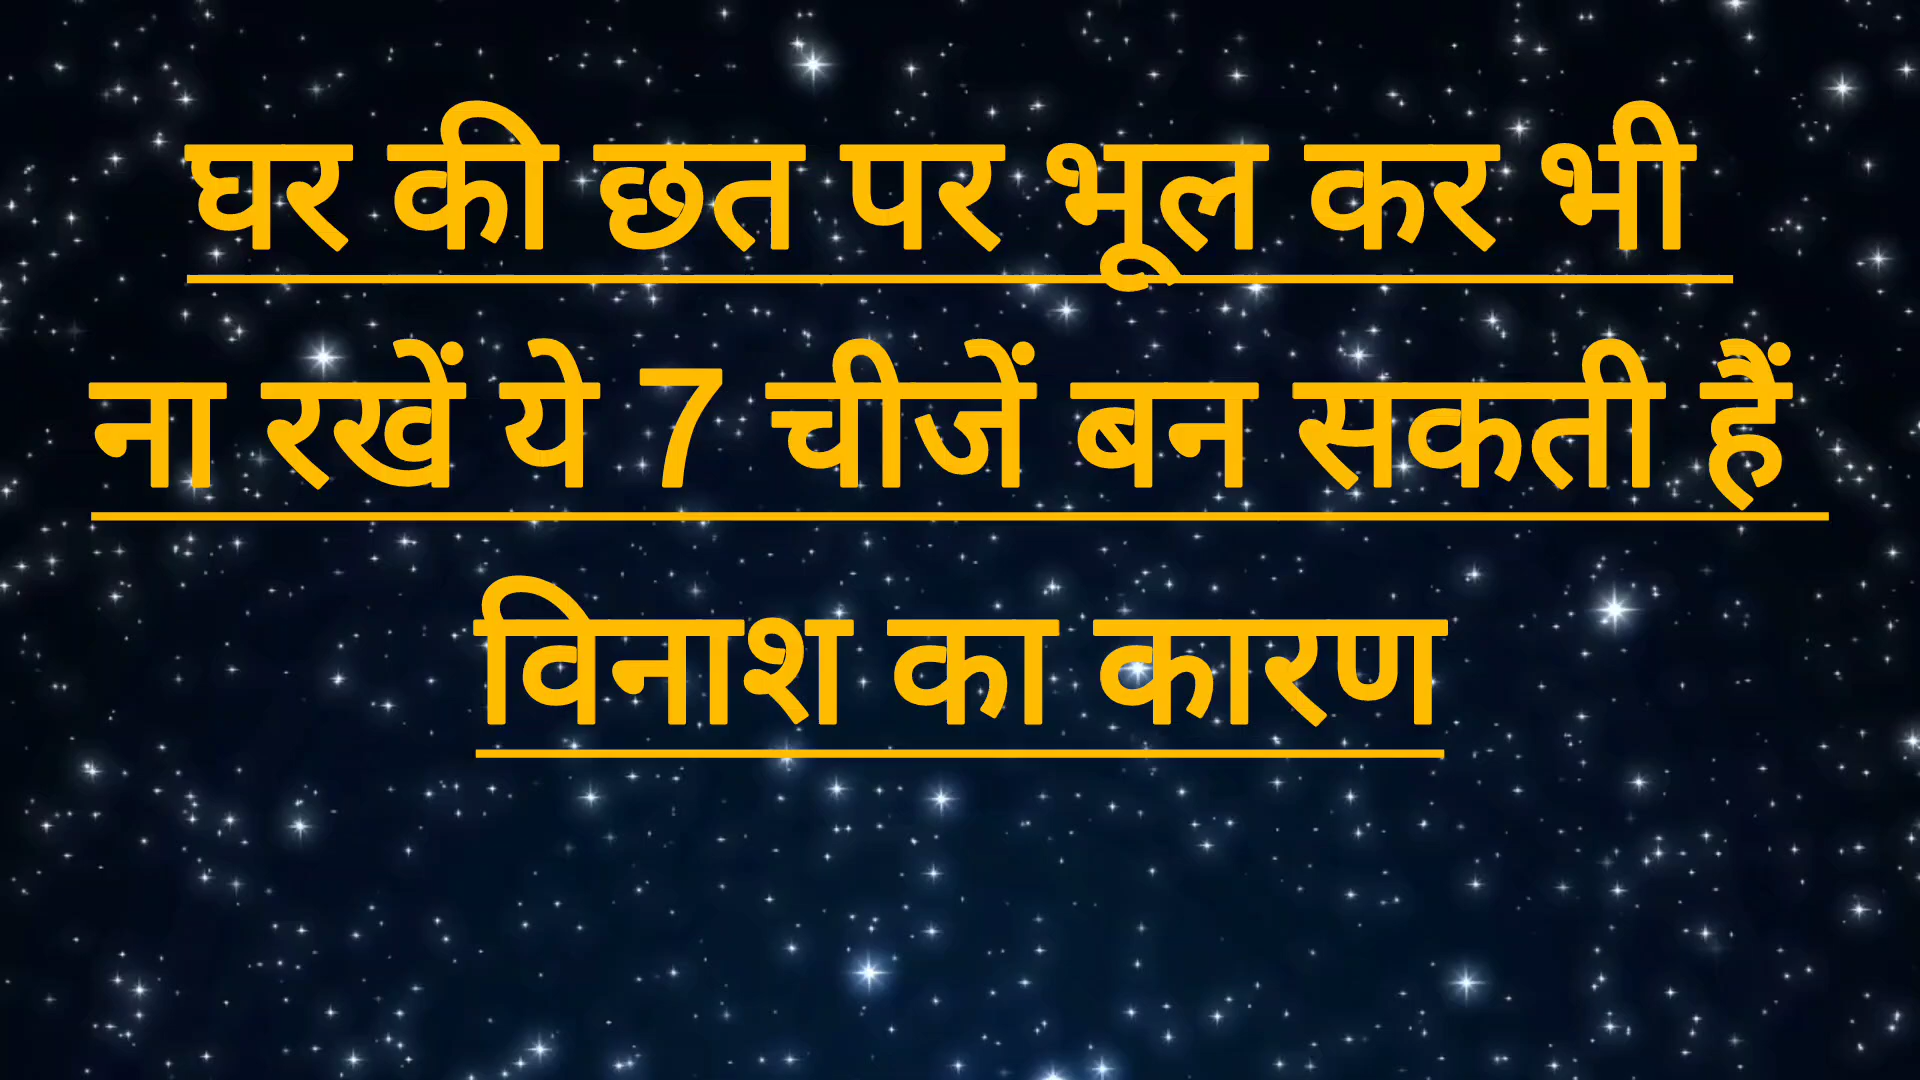 घर की छत पर भूल कर भी
ना रखें ये 7 चीजें बन सकती हैं
विनाश का कारण